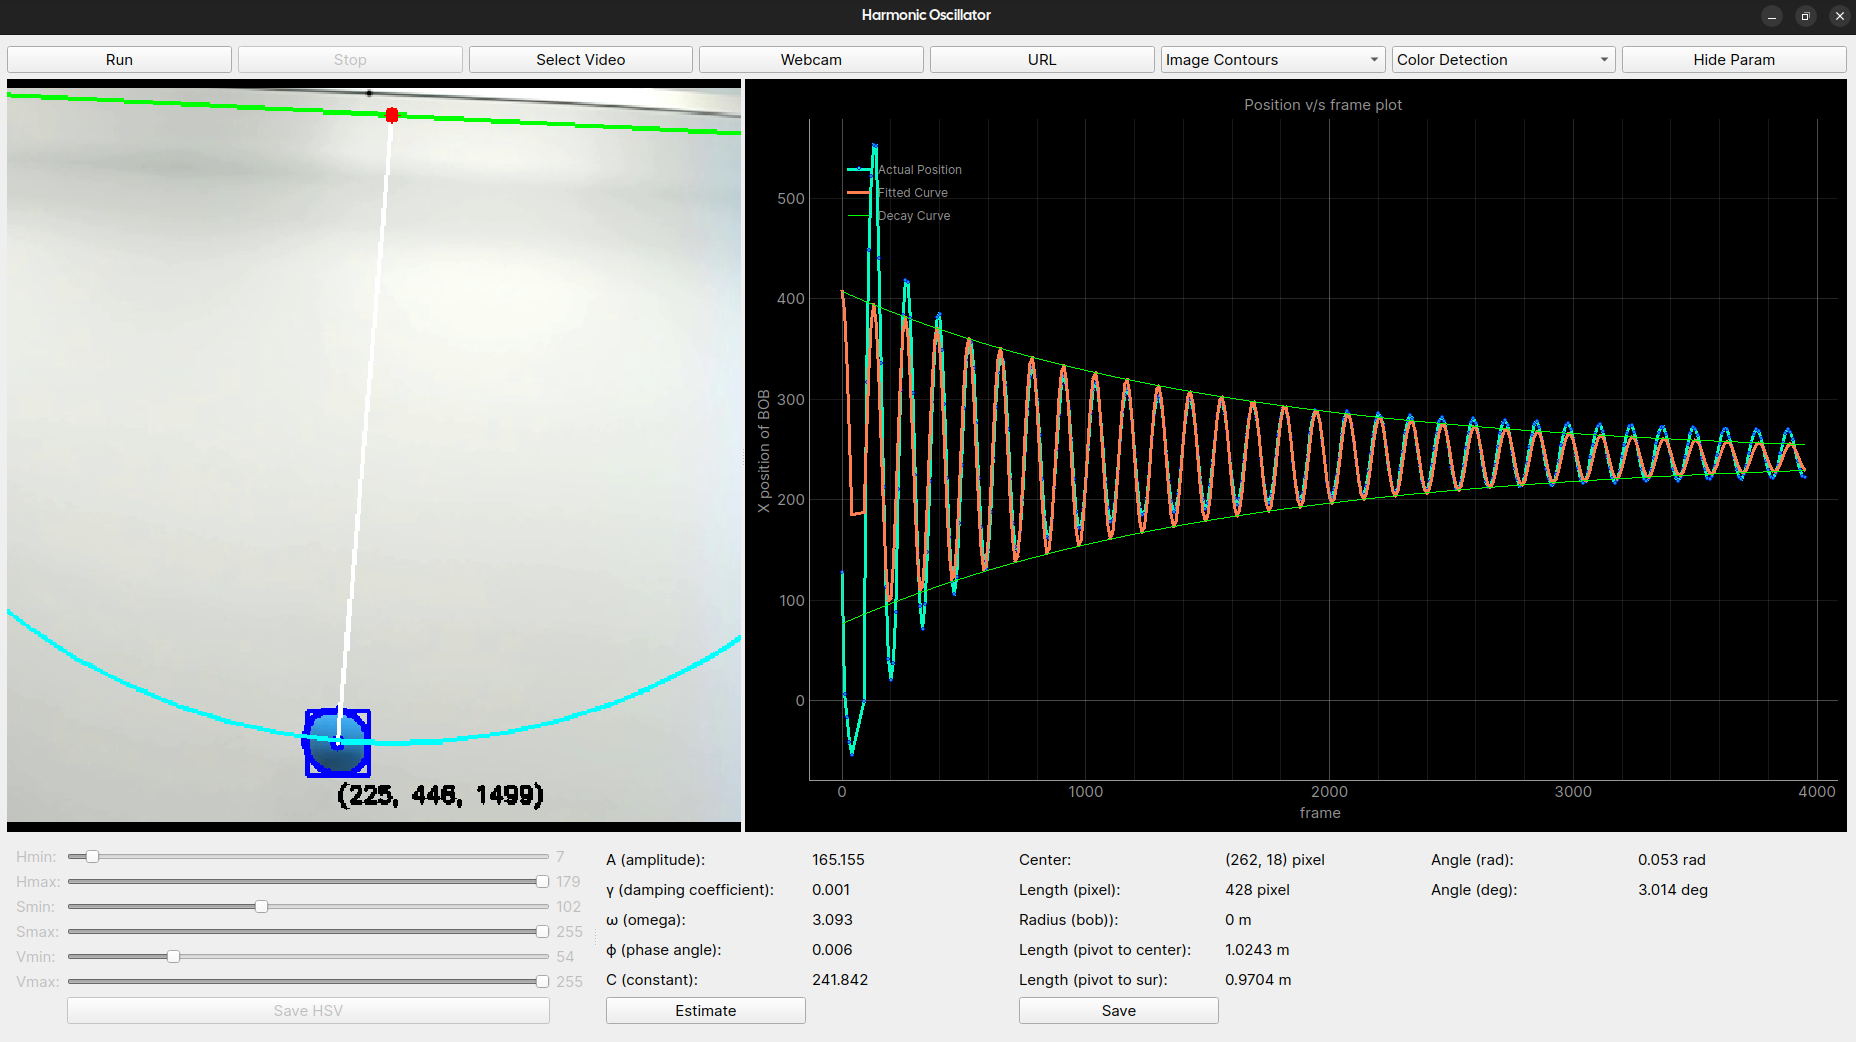 Harmonic Oscillator
Run Stop Select Video Webcam URL Image Contours Color Detection Hide Param
(225, 446, 1499)
Position v/s frame plot
Actual Position
Fitted Curve
Decay Curve
X position of BOB
500
400
300
200
100
0
0 1000 2000 3000 4000
frame
Hmin: 7
Hmax: 179
Smin: 102
Smax: 255
Vmin: 54
Vmax: 255
Save HSV
A (amplitude): 165.155
γ (damping coefficient): 0.001
ω (omega): 3.093
ϕ (phase angle): 0.006
C (constant): 241.842
Estimate
Center: (262, 18) pixel
Length (pixel): 428 pixel
Radius (bob)): 0 m
Length (pivot to center): 1.0243 m
Length (pivot to sur): 0.9704 m
Save
Angle (rad): 0.053 rad
Angle (deg): 3.014 deg